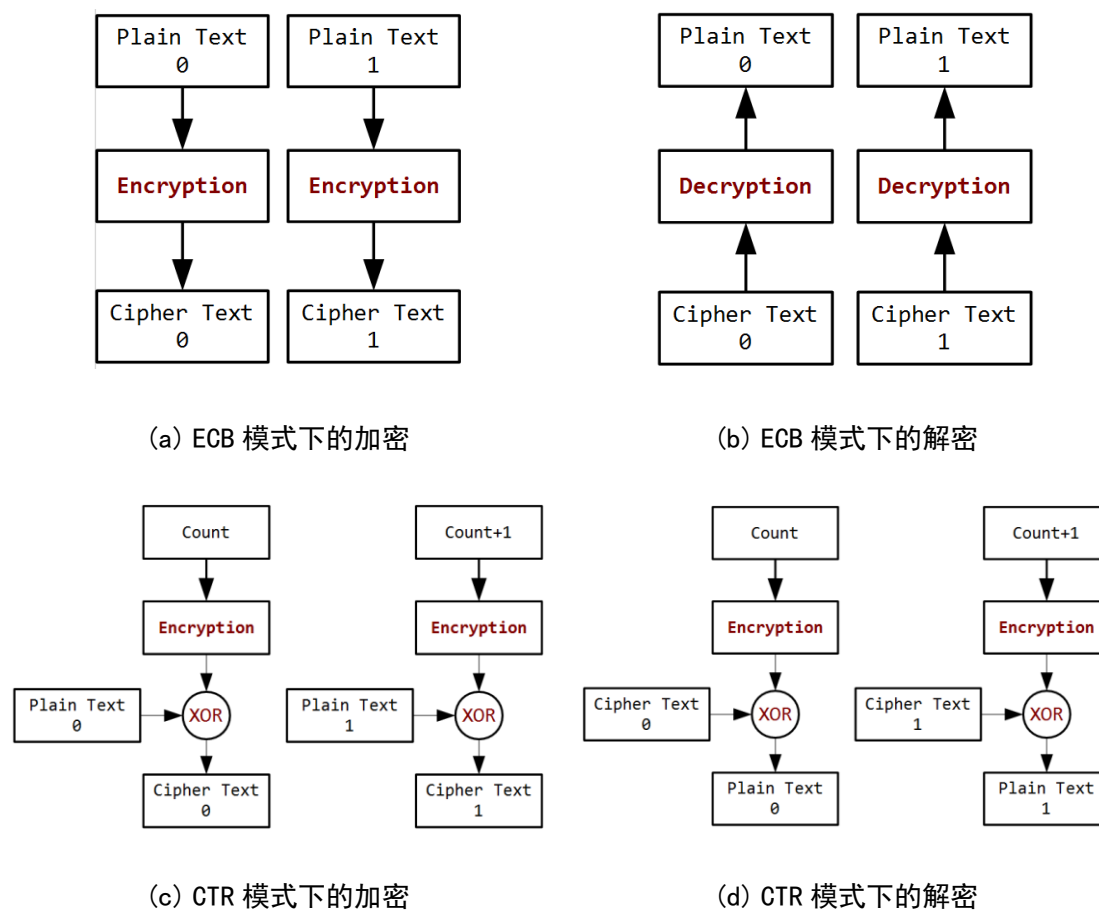 Plain Text
0
Plain Text
1
Encryption
Encryption
Cipher Text
0
Cipher Text
1
(a) ECB 模式下的加密
Plain Text
0
Plain Text
1
Decryption
Decryption
Cipher Text
0
Cipher Text
1
(b) ECB 模式下的解密
Count
Count+1
Encryption
Encryption
Plain Text
0
XOR
Plain Text
1
XOR
Cipher Text
0
Cipher Text
1
(c) CTR 模式下的加密
Count
Count+1
Encryption
Encryption
Cipher Text
0
XOR
Cipher Text
1
XOR
Plain Text
0
Plain Text
1
(d) CTR 模式下的解密